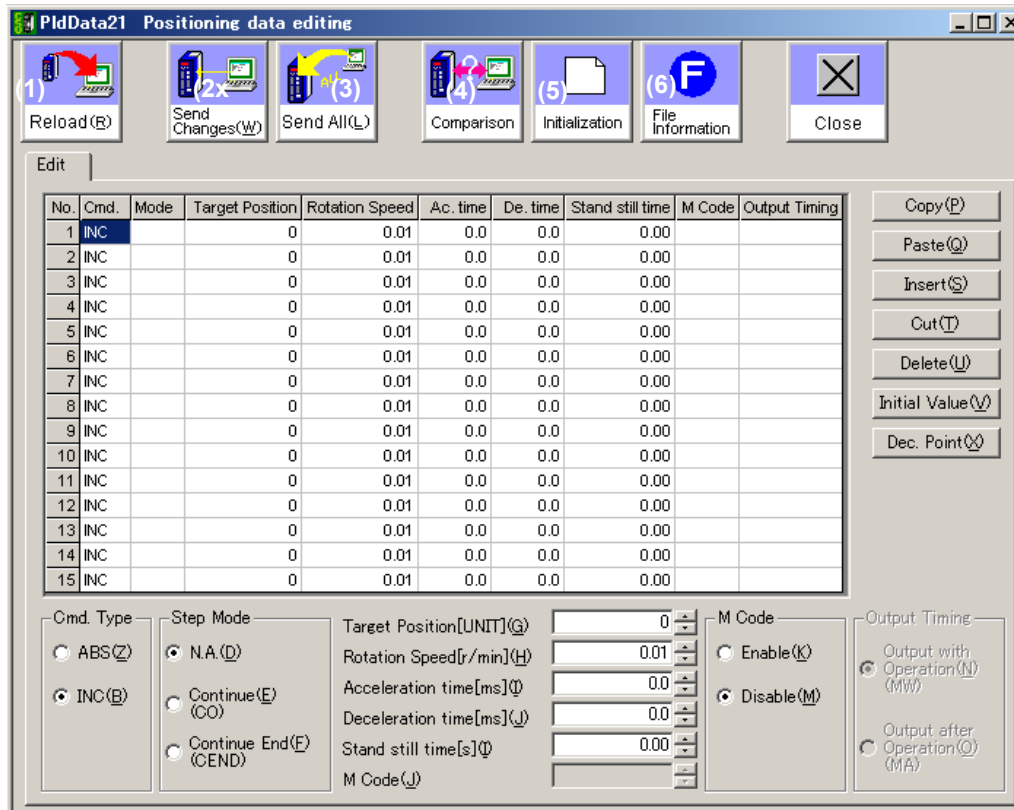 PldData21 Positioning data editing
(1) (2x (3) (4) (5) (6) F
Reload(R) Send Changes(W) Send All(L) Comparison Initialization File Information Close
Edit
No. Cmd. Mode Target Position Rotation Speed Ac. time De. time Stand still time M Code Output Timing
1 INC 0 0.01 0.0 0.0 0.00
2 INC 0 0.01 0.0 0.0 0.00
3 INC 0 0.01 0.0 0.0 0.00
4 INC 0 0.01 0.0 0.0 0.00
5 INC 0 0.01 0.0 0.0 0.00
6 INC 0 0.01 0.0 0.0 0.00
7 INC 0 0.01 0.0 0.0 0.00
8 INC 0 0.01 0.0 0.0 0.00
9 INC 0 0.01 0.0 0.0 0.00
10 INC 0 0.01 0.0 0.0 0.00
11 INC 0 0.01 0.0 0.0 0.00
12 INC 0 0.01 0.0 0.0 0.00
13 INC 0 0.01 0.0 0.0 0.00
14 INC 0 0.01 0.0 0.0 0.00
15 INC 0 0.01 0.0 0.0 0.00
Copy(P)
Paste(Q)
Insert(S)
Cut(T)
Delete(U)
Initial Value(V)
Dec. Point(X)
Cmd. Type
ABS(Z)
INC(B)
Step Mode
N.A.(D)
Continue(E)
(CO)
Continue End(F)
(CEND)
Target Position[UNIT](G) 0
Rotation Speed[r/min](H) 0.01
Acceleration time[ms](I) 0.0
Deceleration time[ms](J) 0.0
Stand still time[s](I) 0.00
M Code(J)
M Code
Enable(K)
Disable(M)
Output Timing
Output with
Operation(N)
(MW)
Output after
Operation(O)
(MA)